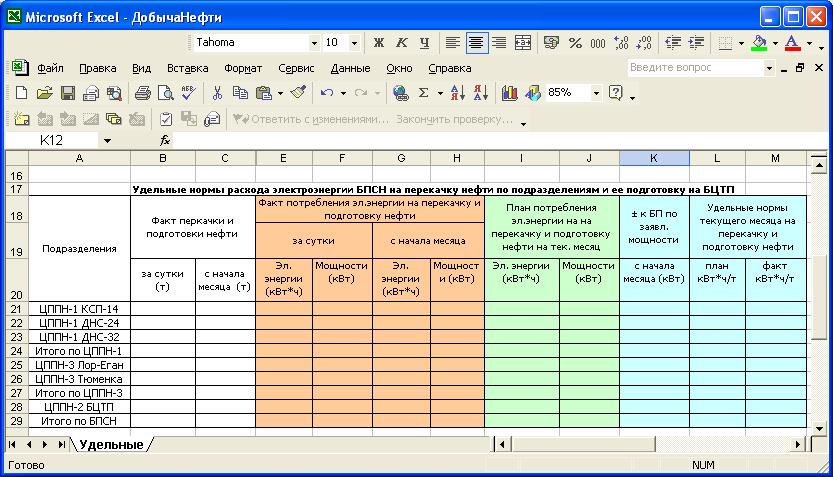 Microsoft Excel - ДобычаНефти
Tahoma 10 Ж К Ч % 000
Файл Правка Вид Вставка Формат Сервис Данные Окно Справка Введите вопрос
85%
Ответить с изменениями... Закончить проверку...
K12 fx
A B C E F G H I J K L M
16
17 Удельные нормы расхода электроэнергии БПСН на перекачку нефти по подразделениям и ее подготовку на БЦТП
18
19
20
Подразделения
Факт перкачки и
подготовки нефти
Факт потребления эл.энергии на перекачку и
подготовку нефти
за сутки
с начала месяца
План потребления
эл.энергии на на
перекачку и подготовку
нефти на тек. месяц
± к БП по
заявл.
мощности
Удельные нормы
текущего месяца на
перекачку и
подготовку нефти
за сутки
(т)
с начала
месяца (т)
Эл.
энергии
(кВт*ч)
Мощности
(кВт)
Эл.
энергии
(кВт*ч)
Мощност
и (кВт)
Эл. энергии
(кВт*ч)
Мощности
(кВт)
с начала
месяца (кВт)
план
кВт*ч/т
факт
кВт*ч/т
21 ЦППН-1 КСП-14
22 ЦППН-1 ДНС-24
23 ЦППН-1 ДНС-32
24 Итого по ЦППН-1
25 ЦППН-3 Лор-Еган
26 ЦППН-3 Тюменка
27 Итого по ЦППН-3
28 ЦППН-2 БЦТП
29 Итого по БПСН
Удельные
Готово NUM